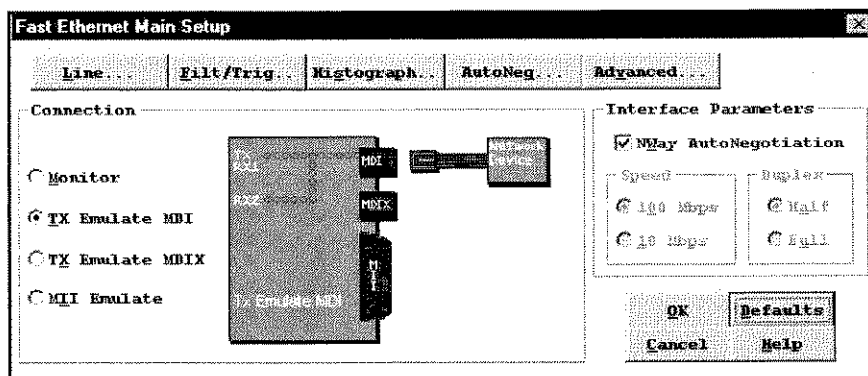 Fast Ethernet Main Setup
Line... Filt/Trig.. Histograph.. AutoNeg... Advanced...
Connection
Monitor
TX Emulate MDI
TX Emulate MDIX
MII Emulate
MDI
RX2 MDIX
MII
Tx Emulate MDI
Network
Device
Interface Parameters
NWay AutoNegotiation
Speed
100 Mbps
10 Mbps
Duplex
Half
Full
OK Defaults
Cancel Help